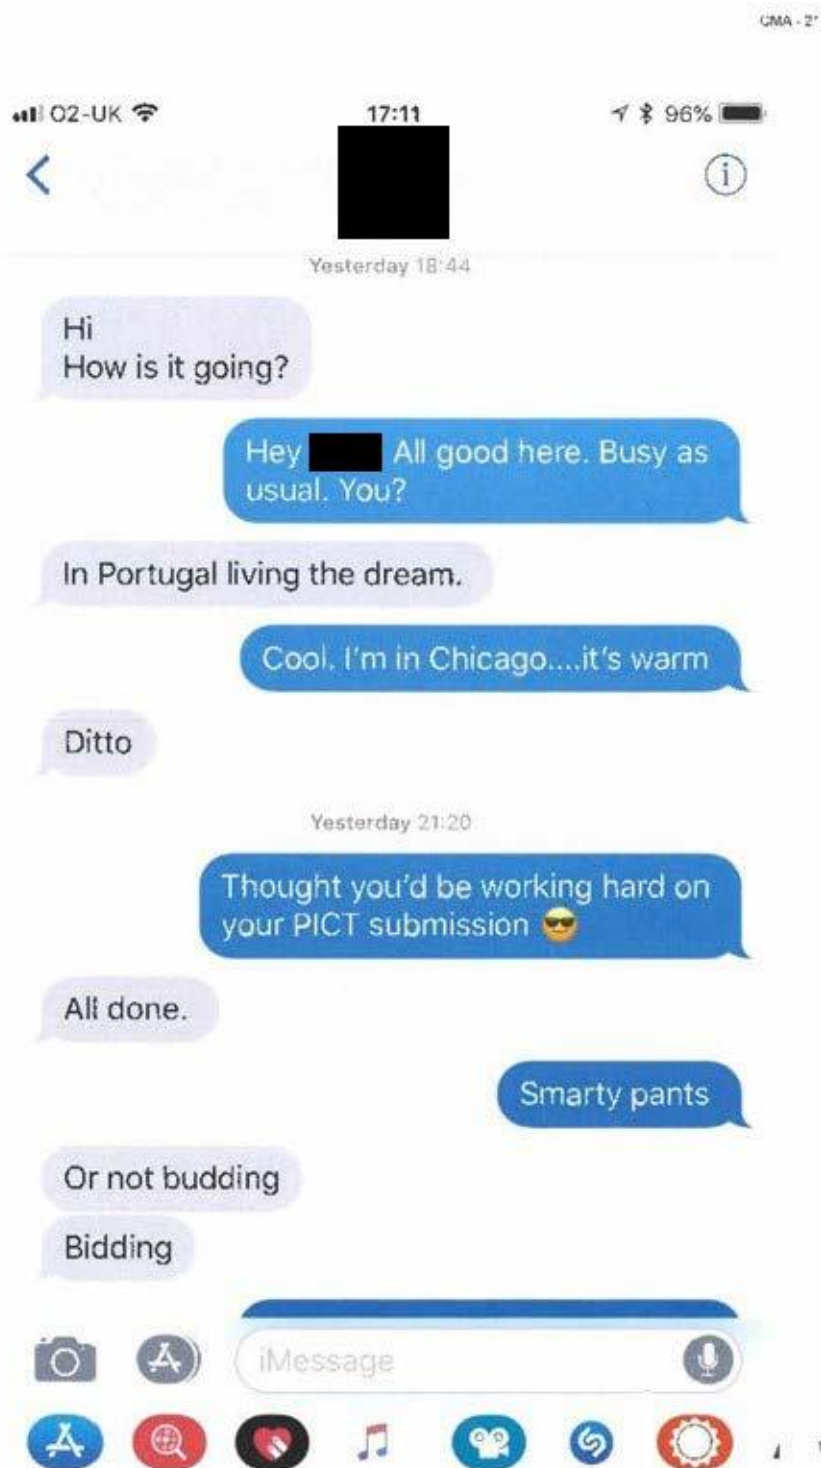 CMA - 2
O2-UK
17:11
96%
Yesterday 18:44
Hi
How is it going?
Hey All good here. Busy as
usual. You?
In Portugal living the dream.
Cool. I'm in Chicago....it's warm
Ditto
Yesterday 21:20
Thought you'd be working hard on
your PICT submission 😎
All done.
Smarty pants
Or not budding
Bidding
iMessage